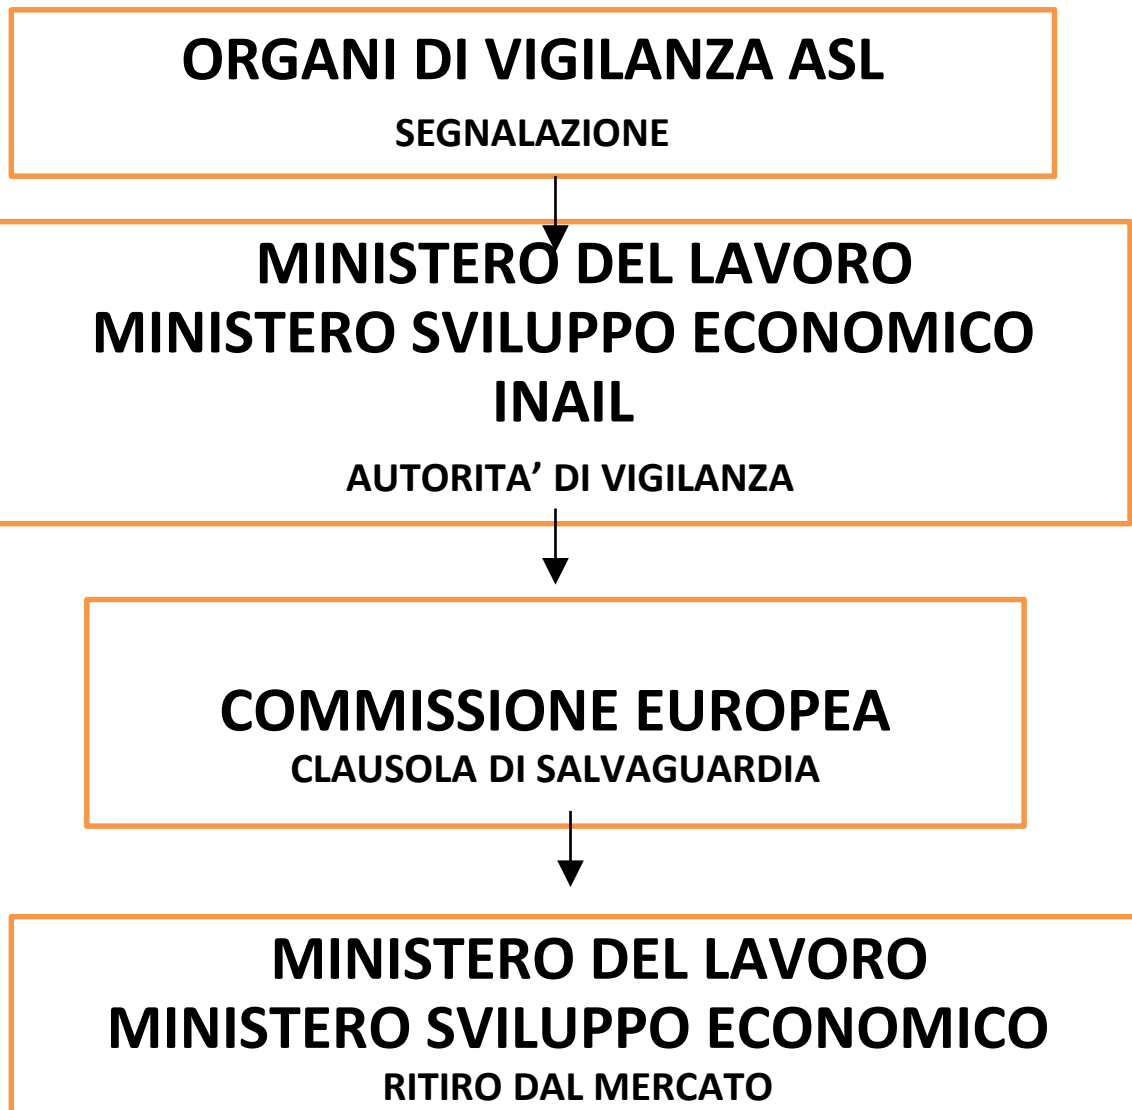 ORGANI DI VIGILANZA ASL
SEGNALAZIONE
MINISTERO DEL LAVORO
MINISTERO SVILUPPO ECONOMICO
INAIL
AUTORITA’ DI VIGILANZA
COMMISSIONE EUROPEA
CLAUSOLA DI SALVAGUARDIA
MINISTERO DEL LAVORO
MINISTERO SVILUPPO ECONOMICO
RITIRO DAL MERCATO